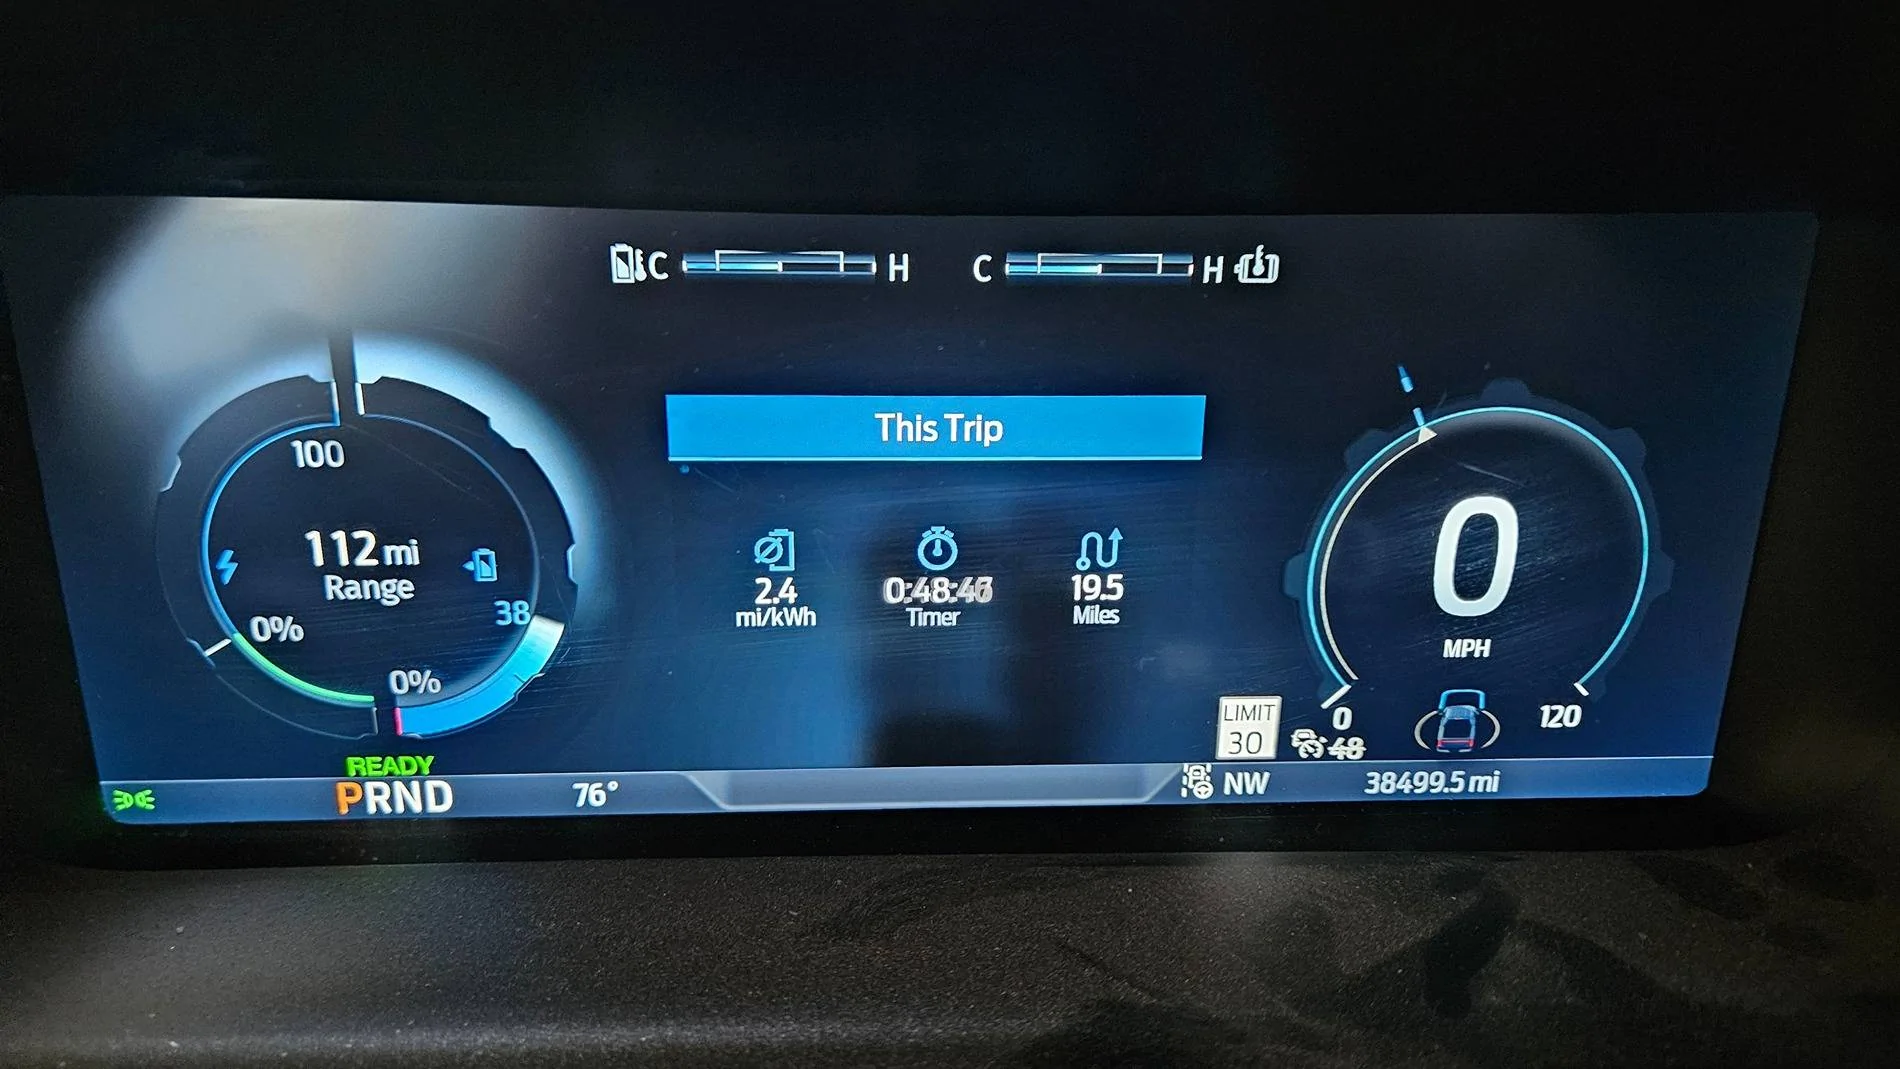 C H C H
This Trip
100
112 mi
Range
0%
38
0%
2.4
mi/kWh
Timer
19.5
Miles
0
MPH
0
120
LIMIT
30
48
READY
PRND
76°
NW
38499.5 mi